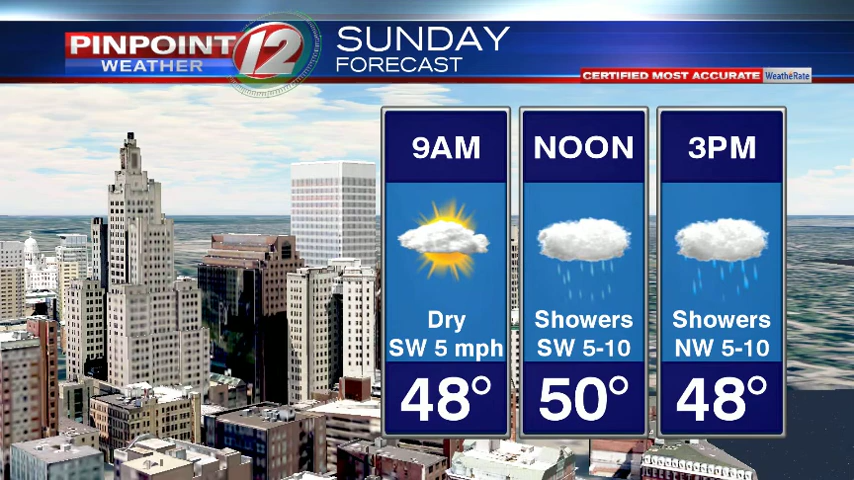 PINPOINT 12
WEATHER
SUNDAY
FORECAST
CERTIFIED MOST ACCURATE WeatheRate
9AM
Dry
SW 5 mph
48°
NOON
Showers
SW 5-10
50°
3PM
Showers
NW 5-10
48°